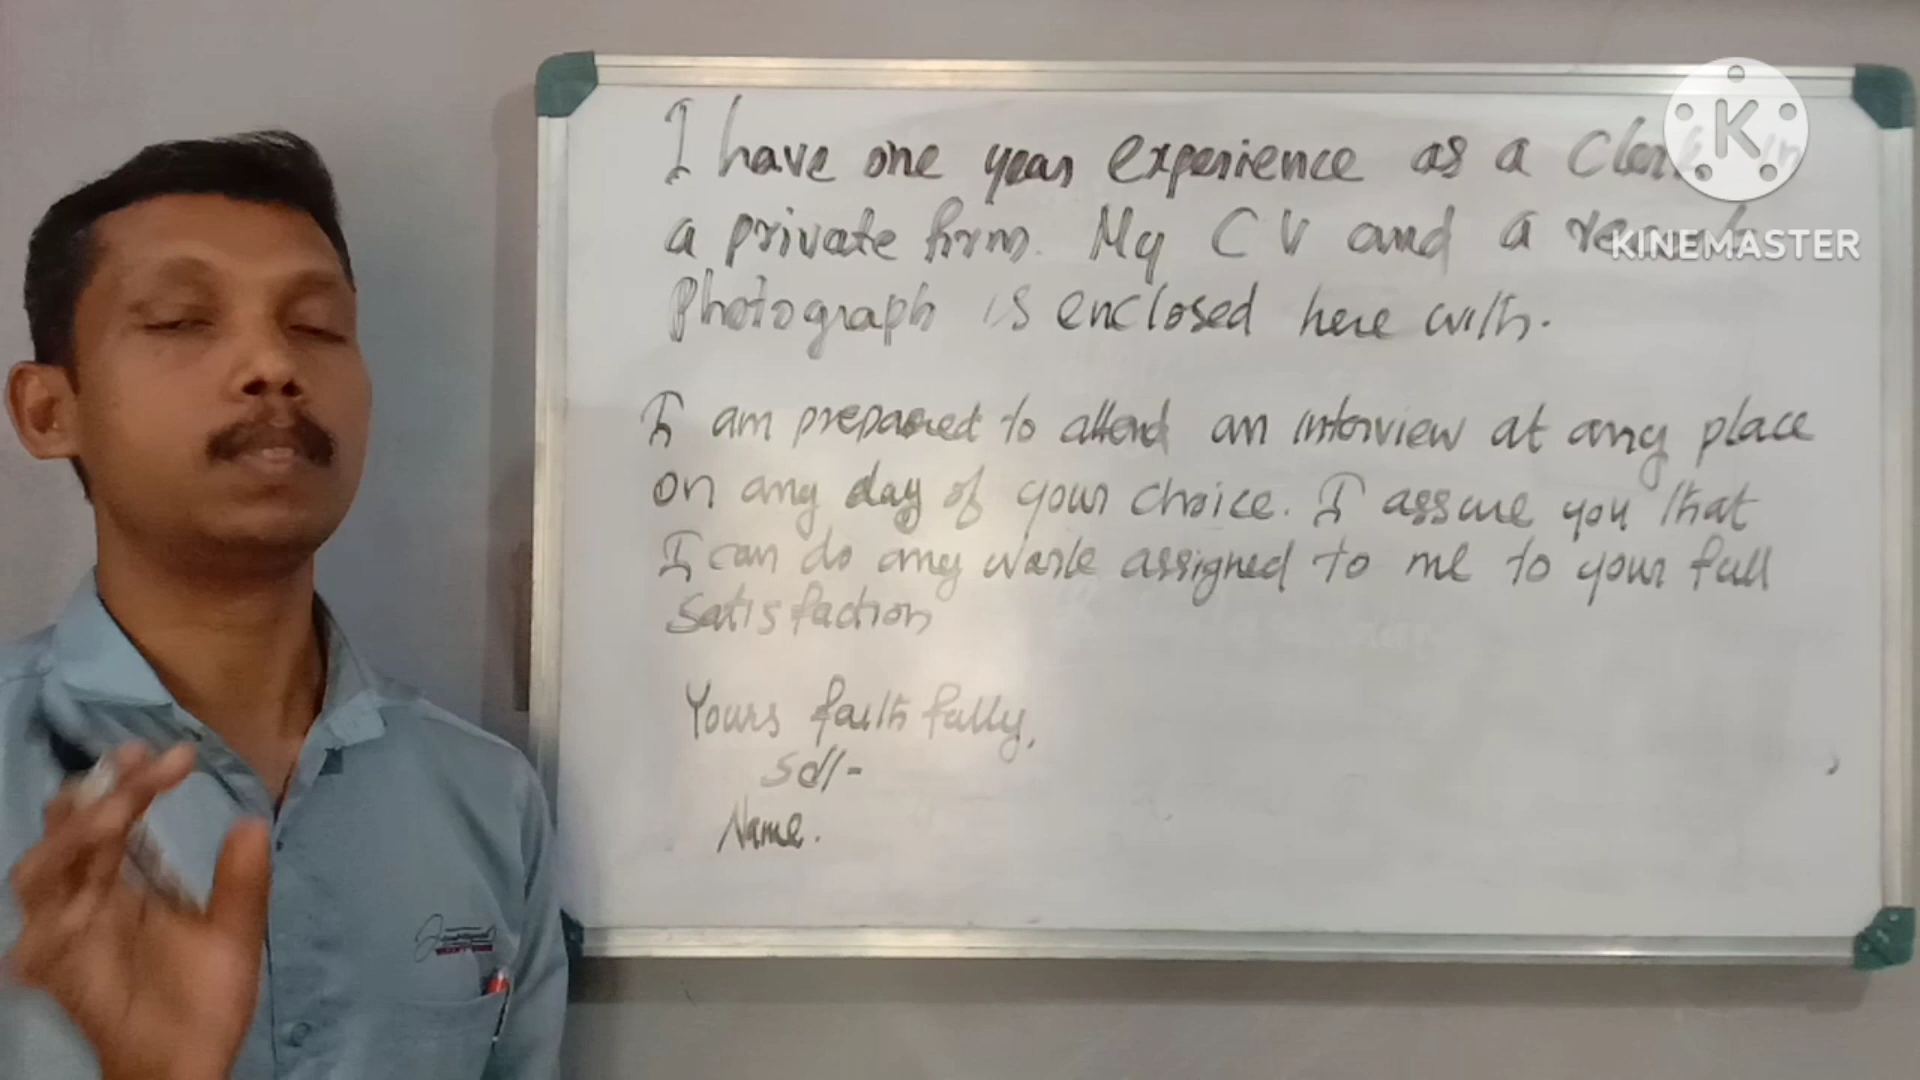 I have one year experience as a Clerk in
a private firm. My CV and a recent
Photograph is enclosed here with.
I am prepared to attend an interview at any place
on any day of your choice. I assure you that
I can do any work assigned to me to your full
satisfaction
Yours faithfully,
sd/-
Name.
K
KINEMASTER